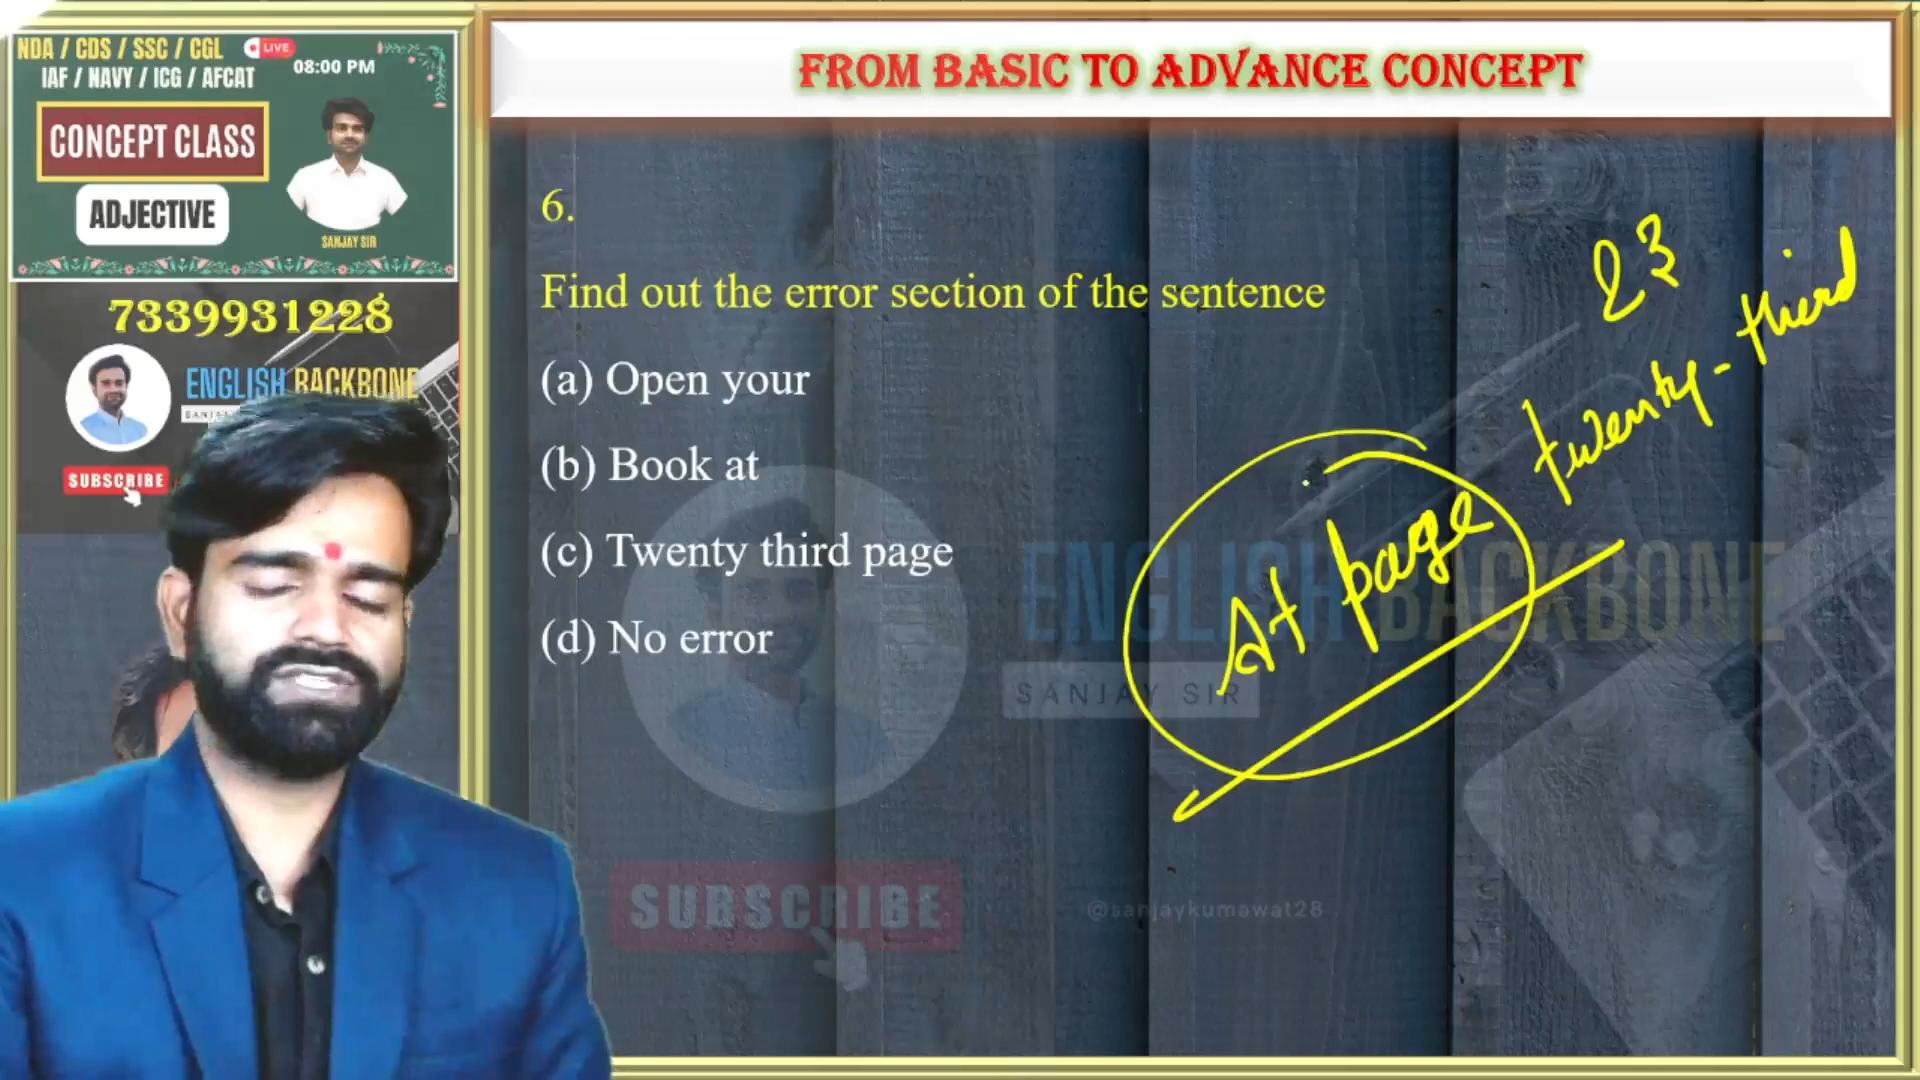 NDA / CDS / SSC / CGL
LIVE
IAF / NAVY / ICG / AFCAT
08:00 PM
CONCEPT CLASS
ADJECTIVE
SANJAY SIR
7339931228
ENGLISH BACKBONE
SUBSCRIBE
FROM BASIC TO ADVANCE CONCEPT
6.
Find out the error section of the sentence
(a) Open your
(b) Book at
(c) Twenty third page
(d) No error
23
At page twenty-third
ENGLISH BACKBONE
SANJAY SIR
SUBSCRIBE
@sanjaykumawat28